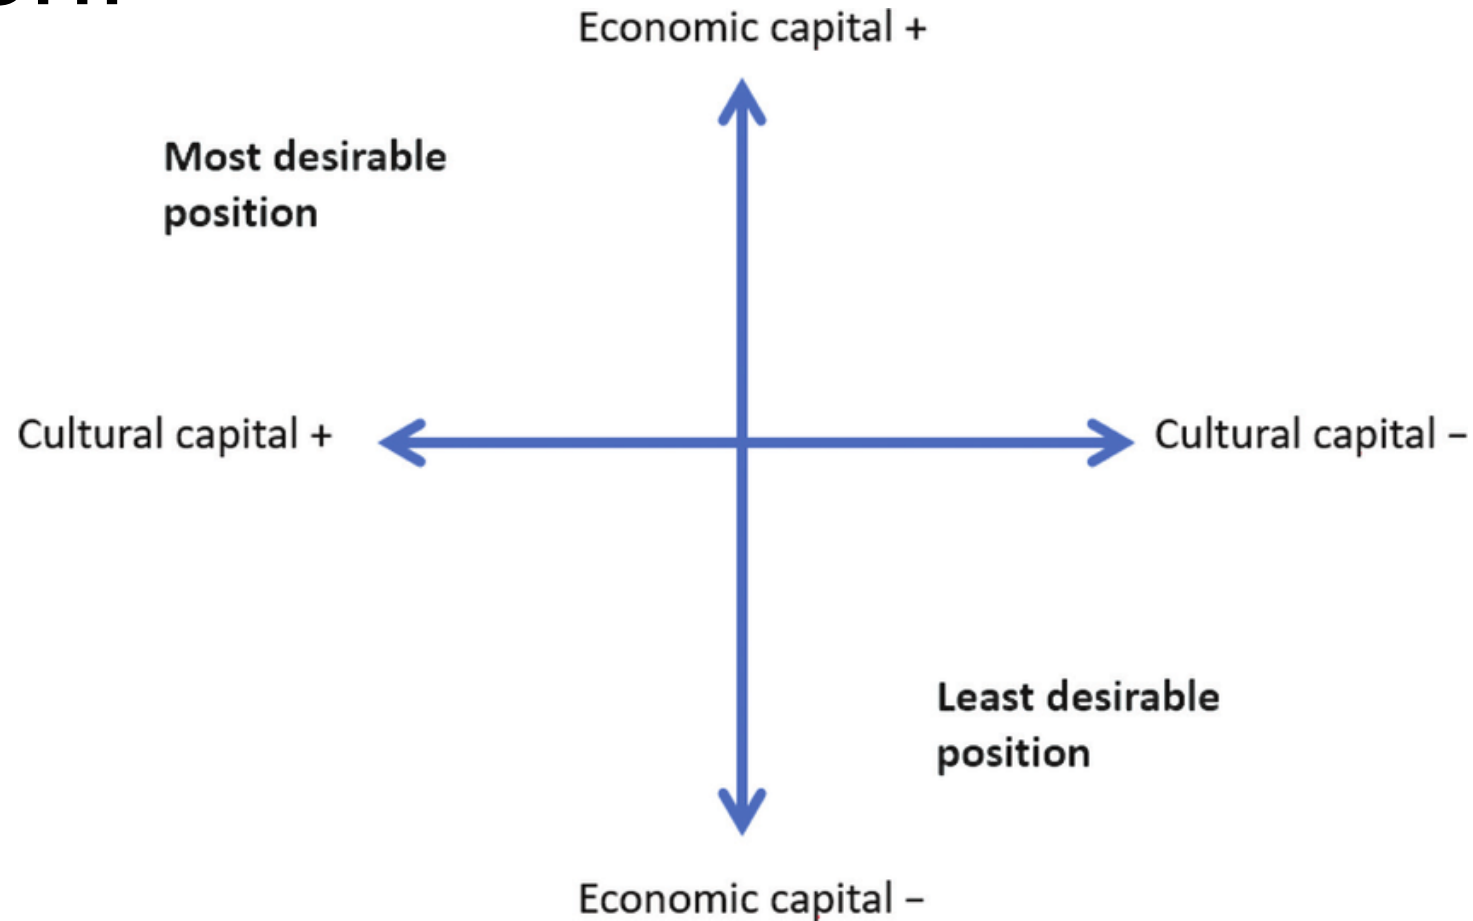 Economic capital +
Most desirable
position
Cultural capital +
Cultural capital –
Least desirable
position
Economic capital –